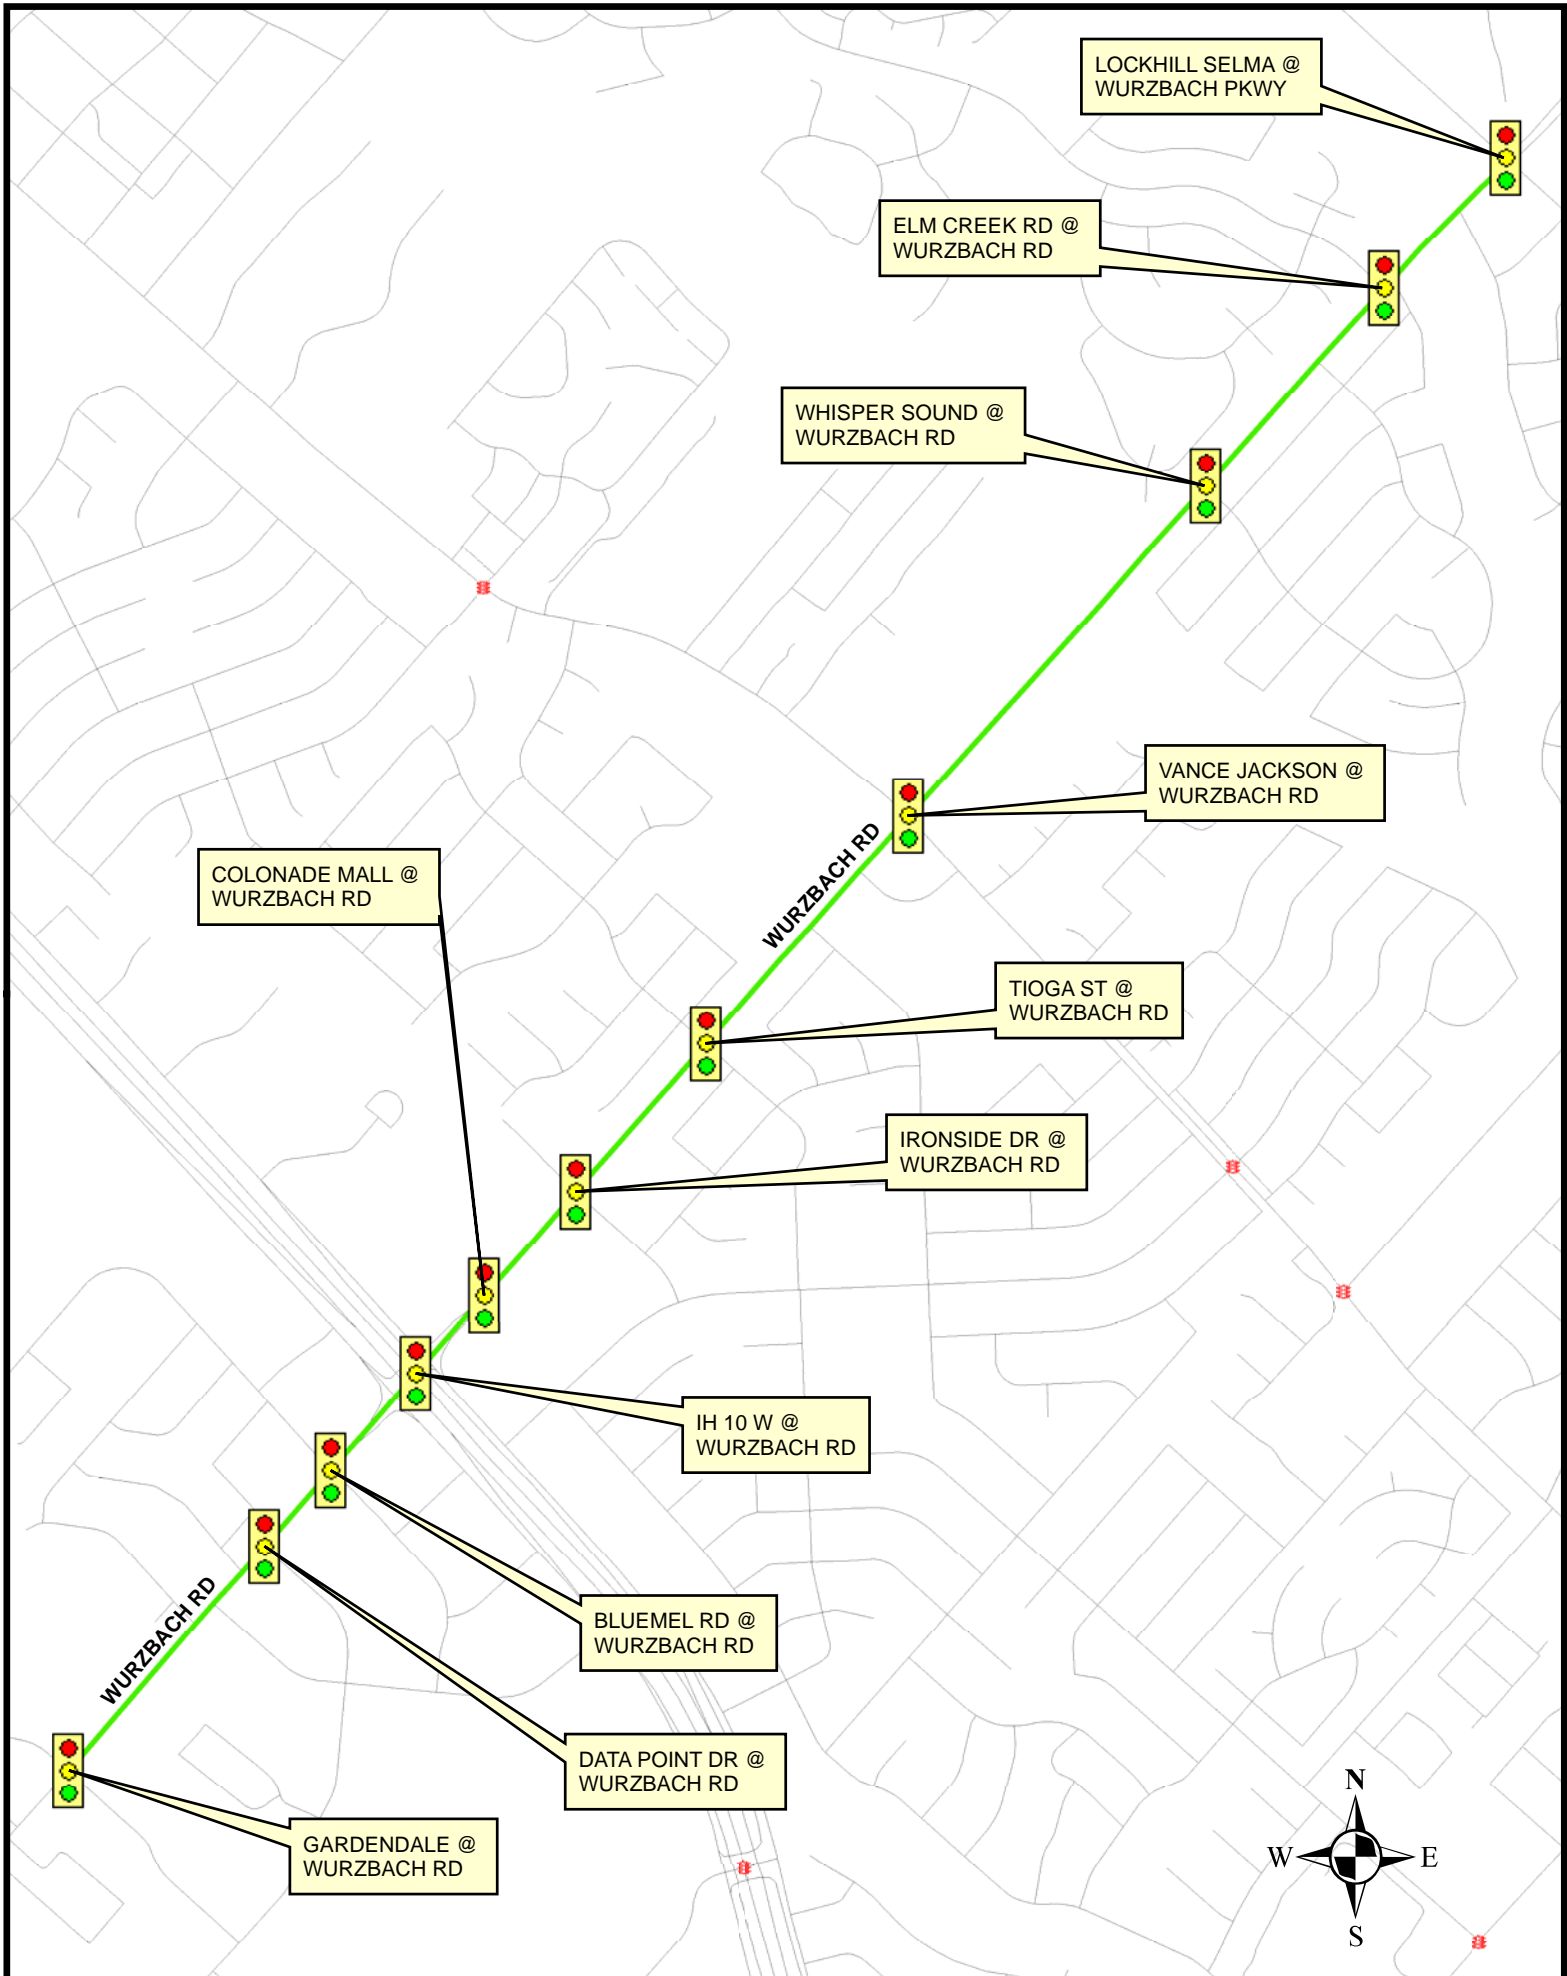 LOCKHILL SELMA @
WURZBACH PKWY
ELM CREEK RD @
WURZBACH RD
WHISPER SOUND @
WURZBACH RD
VANCE JACKSON @
WURZBACH RD
WURZBACH RD
COLONADE MALL @
WURZBACH RD
TIOGA ST @
WURZBACH RD
IRONSIDE DR @
WURZBACH RD
IH 10 W @
WURZBACH RD
WURZBACH RD
BLUEMEL RD @
WURZBACH RD
DATA POINT DR @
WURZBACH RD
GARDENDALE @
WURZBACH RD
N
W
E
S